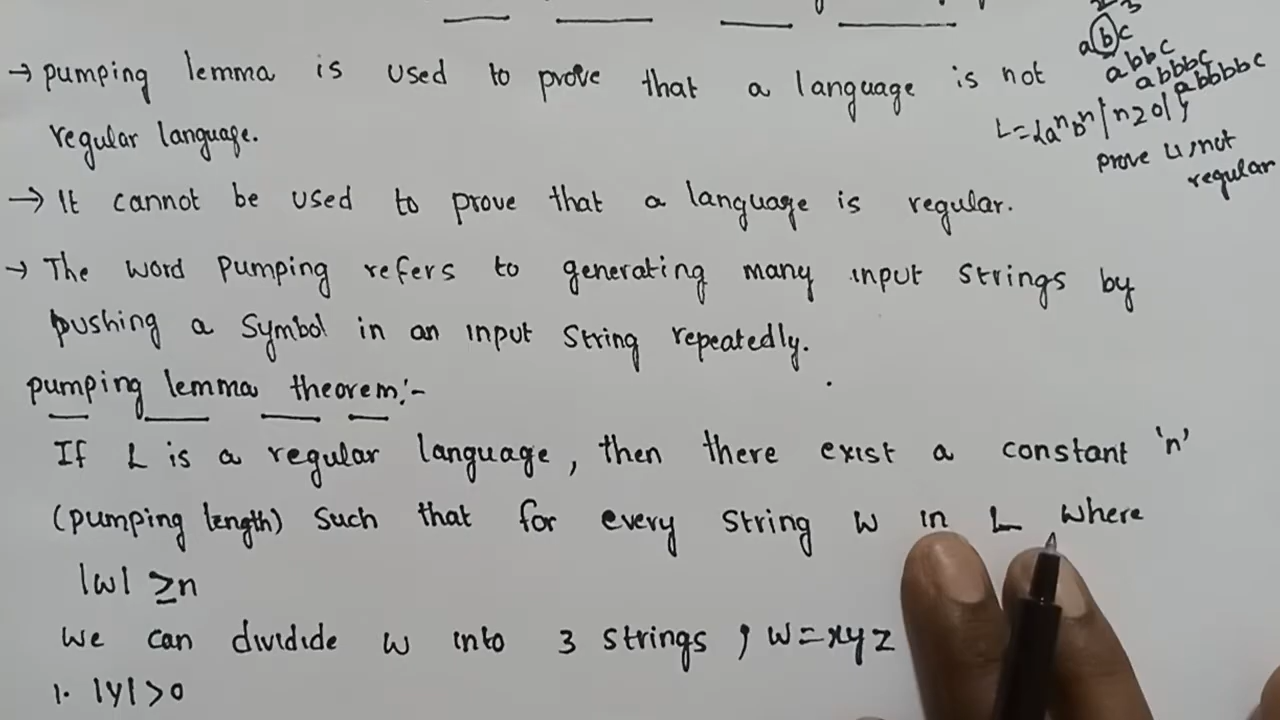 → pumping lemma is used to prove that a language is not
regular language.
abc
abbc
abbbc
abbbbc
L={aⁿbⁿ|n≥0|}
prove L is not
regular
→ It cannot be used to prove that a language is regular.
→ The word pumping refers to generating many input strings by
pushing a symbol in an input string repeatedly.
pumping lemma theorem:-
If L is a regular language, then there exist a constant 'n'
(pumping length) such that for every string w in L where
|w| ≥n
we can dividide w into 3 strings, w=xyz
1. |y|>0